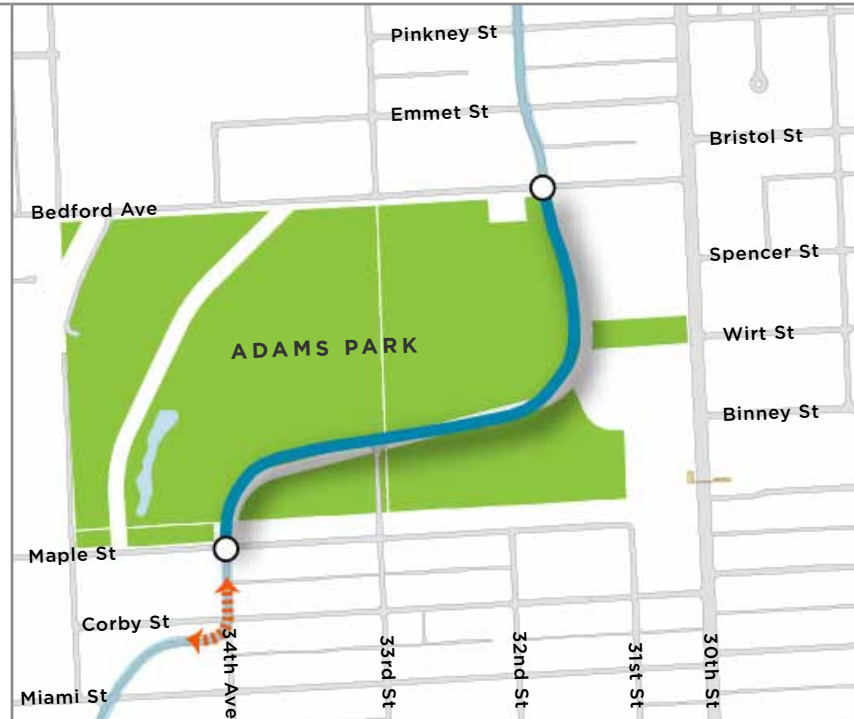 Pinkney St
Emmet St
Bristol St
Bedford Ave
Spencer St
Wirt St
ADAMS PARK
Binney St
Maple St
Corby St
34th Ave
33rd St
32nd St
31st St
30th St
Miami St